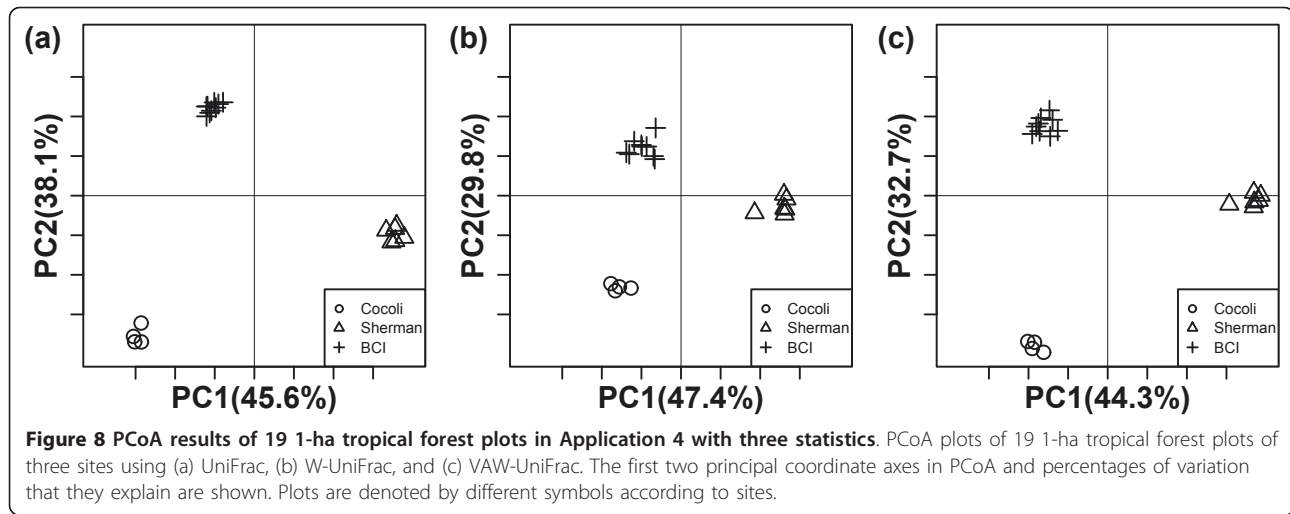 (a)
PC2(38.1%)
Cocoli
Sherman
BCI
PC1(45.6%)
(b)
PC2(29.8%)
Cocoli
Sherman
BCI
PC1(47.4%)
(c)
PC2(32.7%)
Cocoli
Sherman
BCI
PC1(44.3%)
Figure 8 PCoA results of 19 1-ha tropical forest plots in Application 4 with three statistics. PCoA plots of 19 1-ha tropical forest plots of
three sites using (a) UniFrac, (b) W-UniFrac, and (c) VAW-UniFrac. The first two principal coordinate axes in PCoA and percentages of variation
that they explain are shown. Plots are denoted by different symbols according to sites.